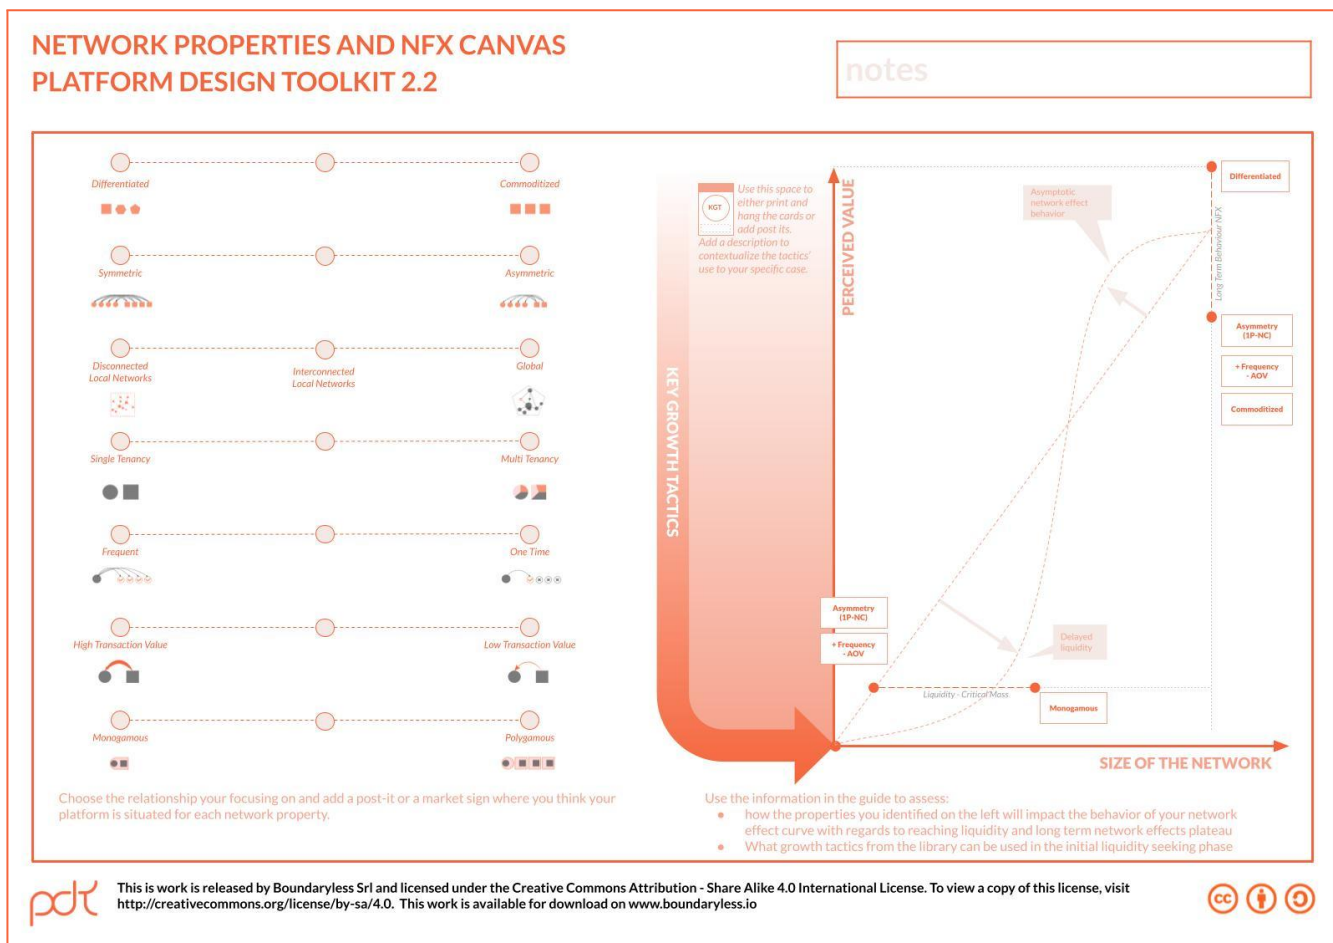 NETWORK PROPERTIES AND NFX CANVAS
PLATFORM DESIGN TOOLKIT 2.2
notes
Differentiated
Commoditized
Symmetric
Asymmetric
Disconnected
Local Networks
Interconnected
Local Networks
Global
Single Tenancy
Multi Tenancy
Frequent
One Time
High Transaction Value
Low Transaction Value
Monogamous
Polygamous
Choose the relationship your focusing on and add a post-it or a market sign where you think your
platform is situated for each network property.
KEY GROWTH TACTICS
KGT
Use this space to
either print and
hang the cards or
add post its.
Add a description to
contextualize the tactics'
use to your specific case.
PERCEIVED VALUE
Asymptotic
network effect
behavior
Differentiated
Long Term Behaviour NFX
Asymmetry
(1P-NC)
+ Frequency
- AOV
Commoditized
Asymmetry
(1P-NC)
+ Frequency
- AOV
Delayed
liquidity
Liquidity - Critical Mass
Monogamous
SIZE OF THE NETWORK
Use the information in the guide to assess:
• how the properties you identified on the left will impact the behavior of your network
effect curve with regards to reaching liquidity and long term network effects plateau
• What growth tactics from the library can be used in the initial liquidity seeking phase
pdt
This is work is released by Boundaryless Srl and licensed under the Creative Commons Attribution - Share Alike 4.0 International License. To view a copy of this license, visit
http://creativecommons.org/license/by-sa/4.0. This work is available for download on www.boundaryless.io
cc